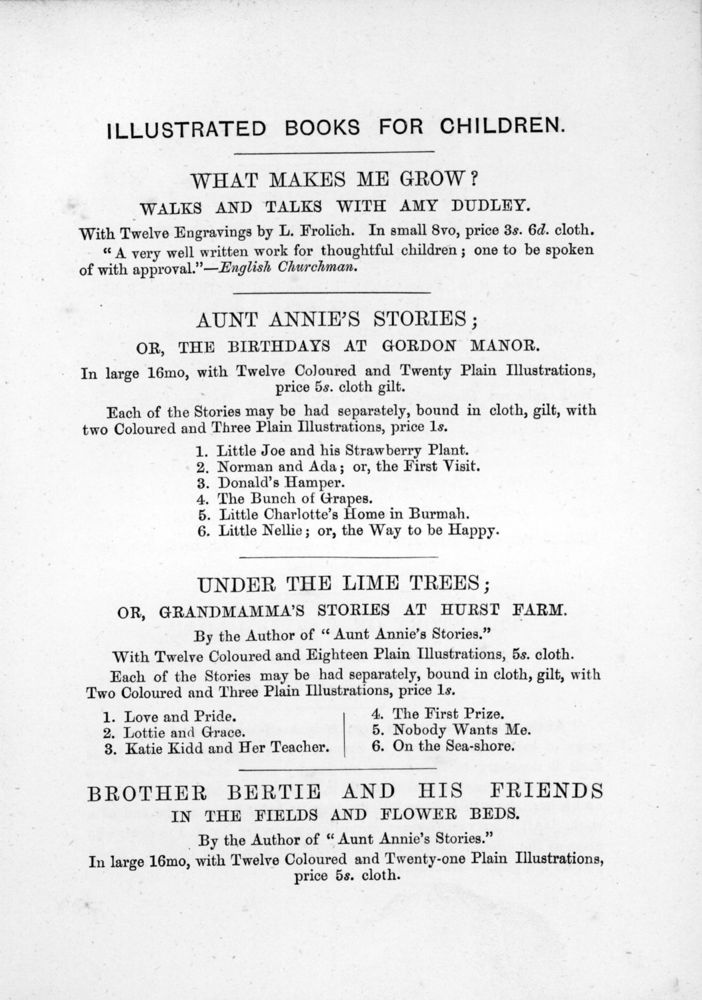 ILLUSTRATED BOOKS FOR CHILDREN.
WHAT MAKES ME GROW?
WALKS AND TALKS WITH AMY DUDLEY.
With Twelve Engravings by L. Frolich. In small 8vo, price 3s. 6d. cloth.
"A very well written work for thoughtful children; one to be spoken
of with approval."—English Churchman.
AUNT ANNIE'S STORIES;
OR, THE BIRTHDAYS AT GORDON MANOR.
In large 16mo, with Twelve Coloured and Twenty Plain Illustrations,
price 5s. cloth gilt.
Each of the Stories may be had separately, bound in cloth, gilt, with
two Coloured and Three Plain Illustrations, price 1s.
1. Little Joe and his Strawberry Plant.
2. Norman and Ada; or, the First Visit.
3. Donald's Hamper.
4. The Bunch of Grapes.
5. Little Charlotte's Home in Burmah.
6. Little Nellie; or, the Way to be Happy.
UNDER THE LIME TREES;
OR, GRANDMAMMA'S STORIES AT HURST FARM.
By the Author of "Aunt Annie's Stories."
With Twelve Coloured and Eighteen Plain Illustrations, 5s. cloth.
Each of the Stories may be had separately, bound in cloth, gilt, with
Two Coloured and Three Plain Illustrations, price 1s.
1. Love and Pride.
2. Lottie and Grace.
3. Katie Kidd and Her Teacher.
4. The First Prize.
5. Nobody Wants Me.
6. On the Sea-shore.
BROTHER BERTIE AND HIS FRIENDS
IN THE FIELDS AND FLOWER BEDS.
By the Author of "Aunt Annie's Stories."
In large 16mo, with Twelve Coloured and Twenty-one Plain Illustrations,
price 5s. cloth.